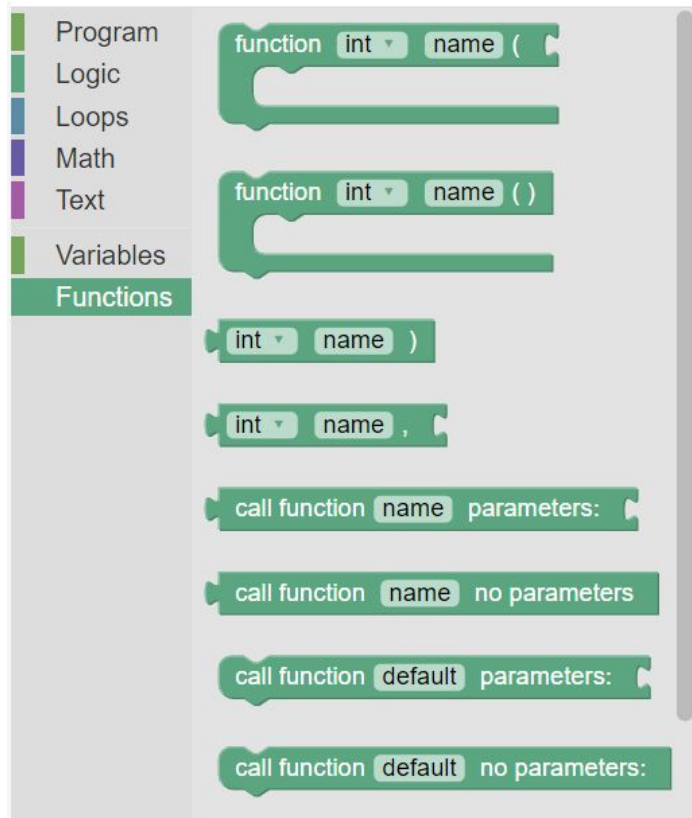 Program
Logic
Loops
Math
Text
Variables
Functions
function int name (
function int name ( )
int name )
int name ,
call function name parameters:
call function name no parameters
call function default parameters:
call function default no parameters: